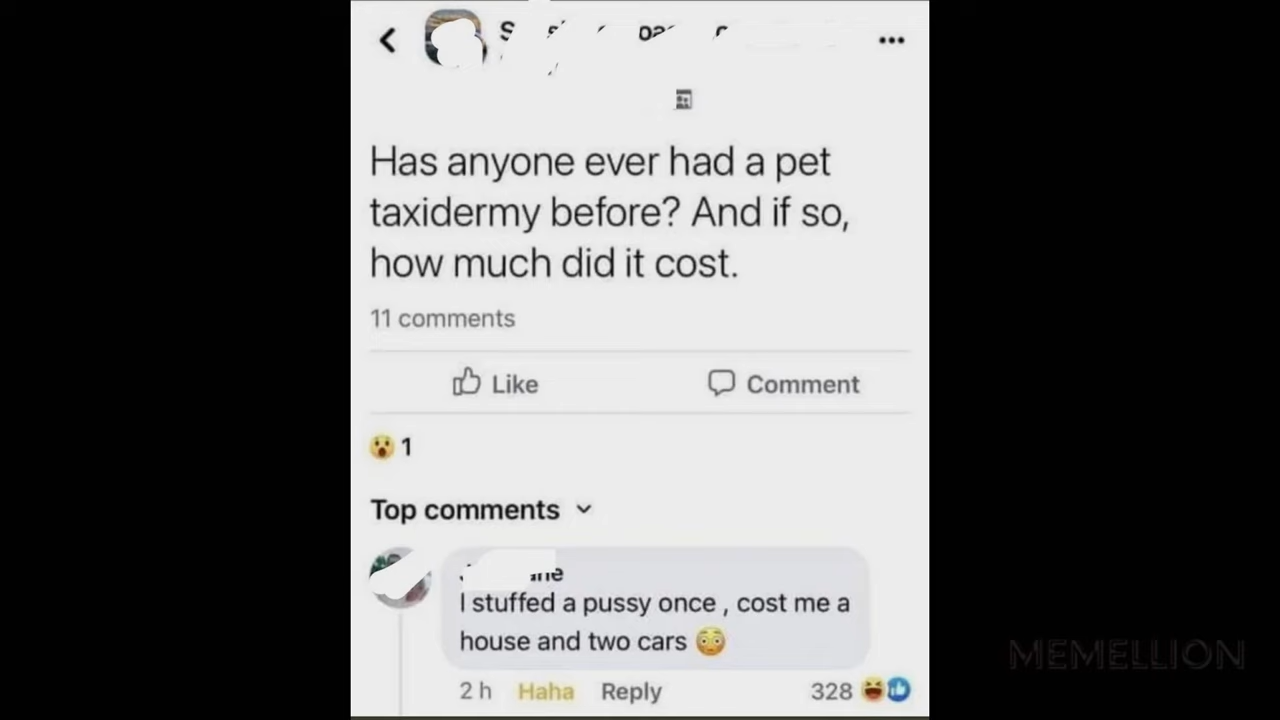 Has anyone ever had a pet
taxidermy before? And if so,
how much did it cost.
11 comments
Like Comment
😮 1
Top comments
I stuffed a pussy once , cost me a
house and two cars 😳
2 h Haha Reply 328 😆👍
MEMELLION